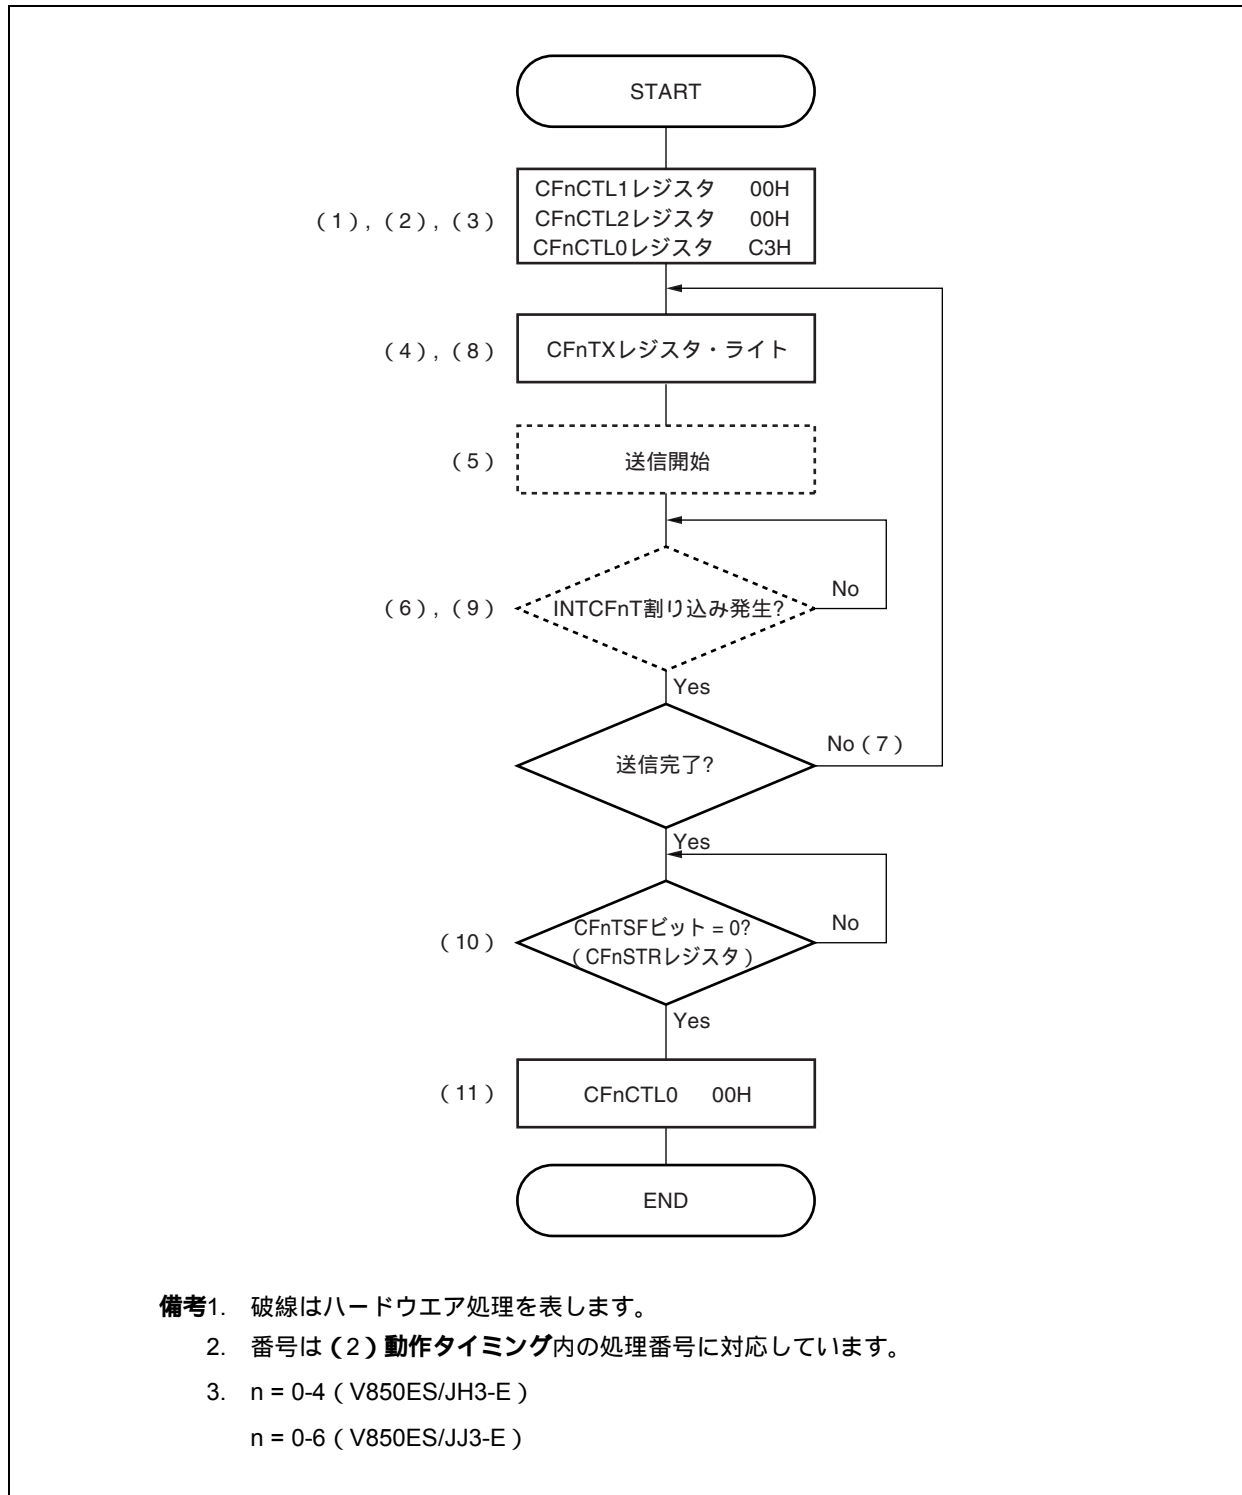 START
CFnCTL1レジスタ 00H
CFnCTL2レジスタ 00H
CFnCTL0レジスタ C3H
(1), (2), (3)
CFnTXレジスタ・ライト
(4), (8)
送信開始
(5)
INTCFnT割り込み発生?
(6), (9)
No
Yes
送信完了?
No (7)
Yes
CFnTSFビット = 0?
(CFnSTRレジスタ)
(10)
No
Yes
CFnCTL0 00H
(11)
END
備考1. 破線はハードウエア処理を表します。
2. 番号は(2)動作タイミング内の処理番号に対応しています。
3. n = 0-4 (V850ES/JH3-E)
n = 0-6 (V850ES/JJ3-E)